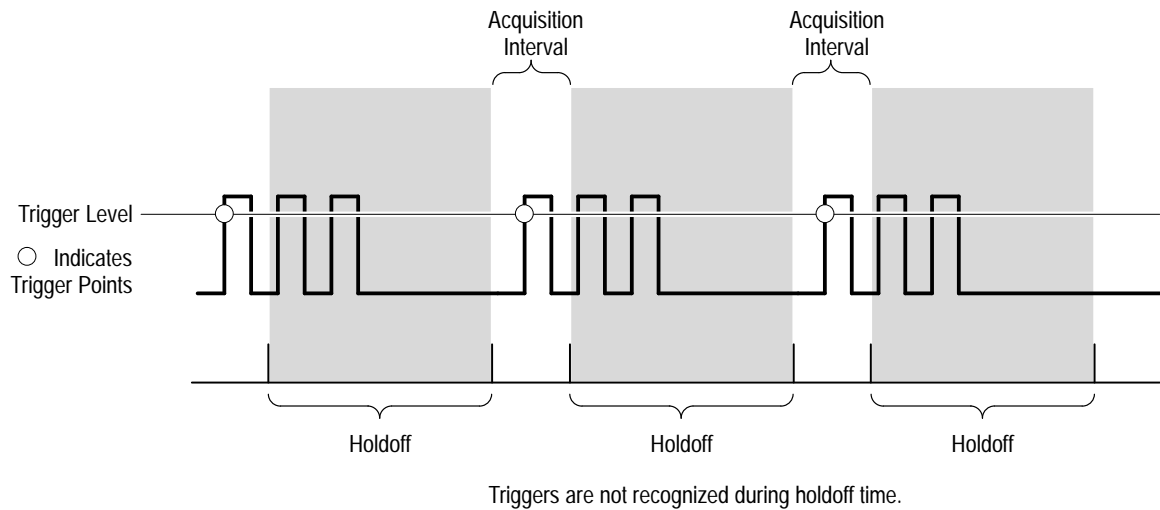 Acquisition
Interval
Acquisition
Interval
Trigger Level
Indicates
Trigger Points
Holdoff
Holdoff
Holdoff
Triggers are not recognized during holdoff time.